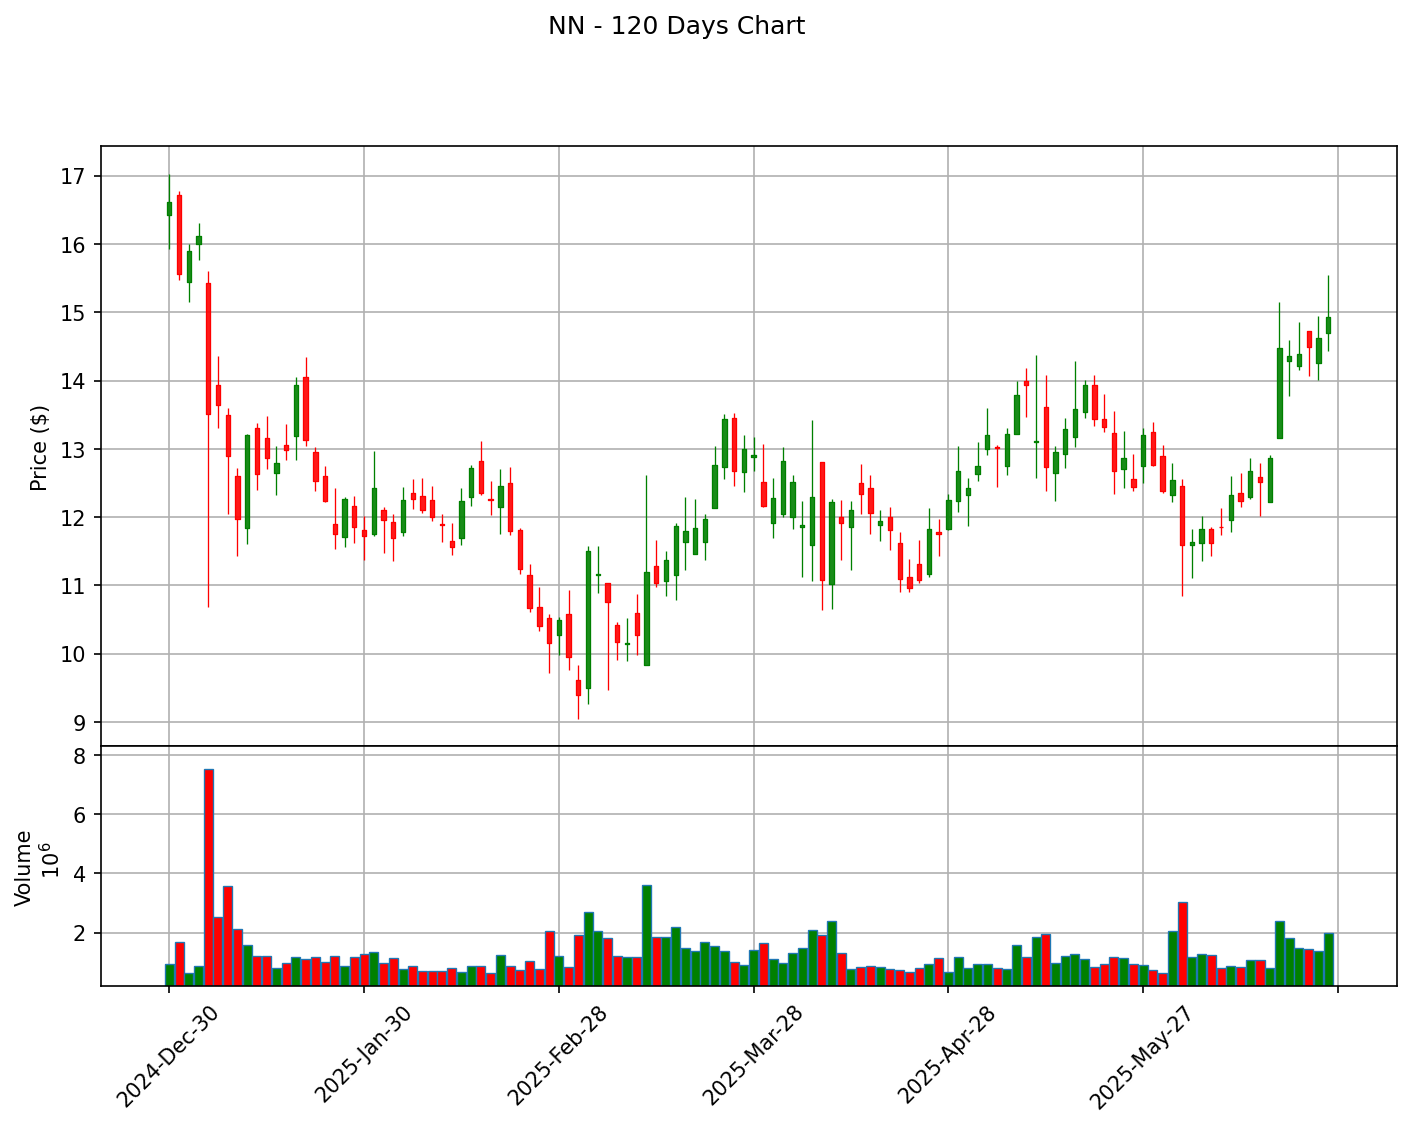 NN - 120 Days Chart
Price ($)
17
16
15
14
13
12
11
10
9
Volume
10⁶
8
6
4
2
2024-Dec-30
2025-Jan-30
2025-Feb-28
2025-Mar-28
2025-Apr-28
2025-May-27